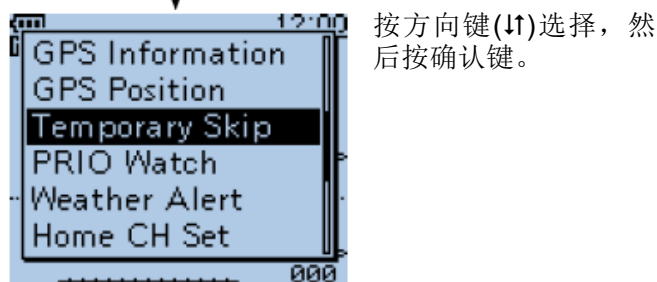 12:00
GPS Information
GPS Position
Temporary Skip
PRIO Watch
Weather Alert
Home CH Set
000
按方向键(↓↑)选择，然
后按确认键。